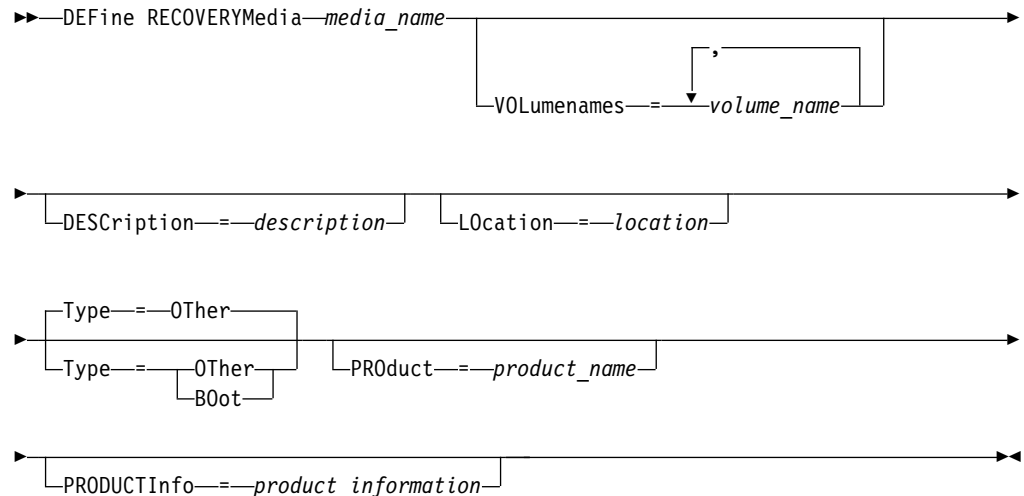 DEFine RECOVERYMedia media_name
,
VOLumenames = volume_name
DESCription = description LOcation = location
Type = OTher
Type = OTher PROduct = product_name
BOot
PRODUCTInfo = product information